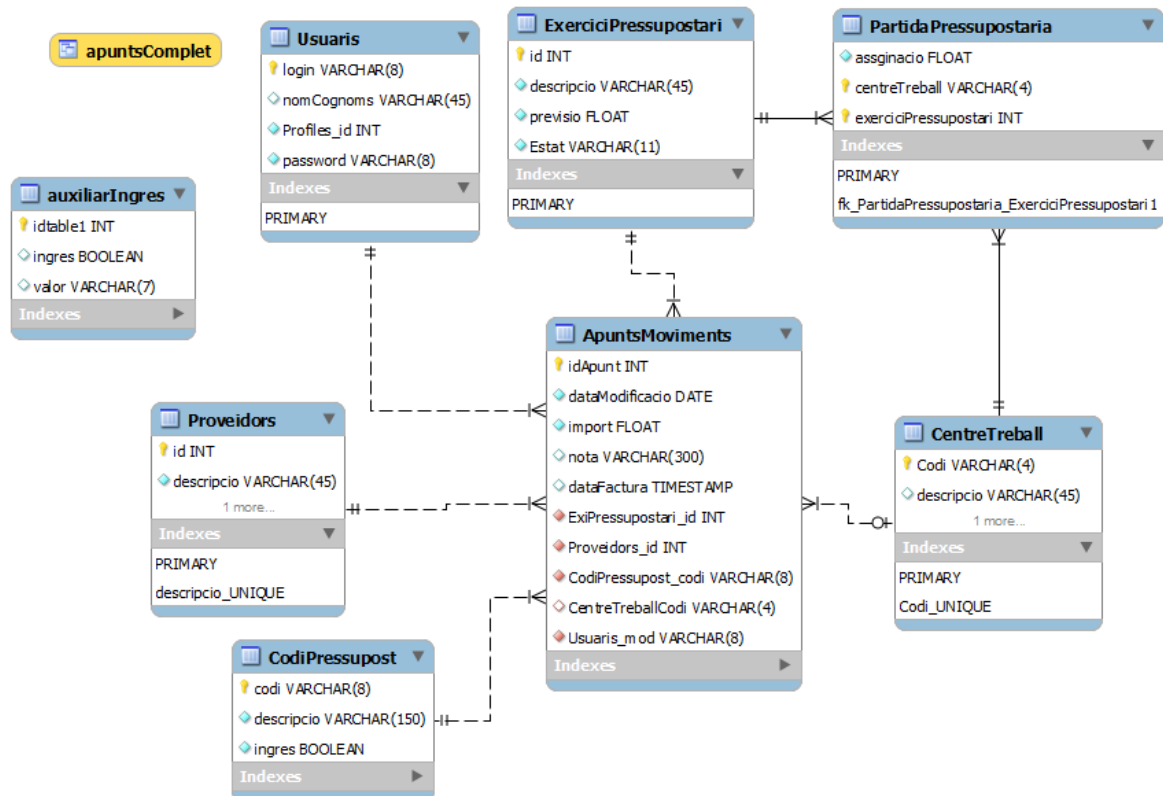 apuntsComplet
Usuaris
login VARCHAR(8)
nomCognoms VARCHAR(45)
Profiles_id INT
password VARCHAR(8)
Indexes
PRIMARY
ExerciciPressupostari
id INT
descripcio VARCHAR(45)
previsio FLOAT
Estat VARCHAR(11)
Indexes
PRIMARY
PartidaPressupostaria
assginacio FLOAT
centreTreball VARCHAR(4)
exerciciPressupostari INT
Indexes
PRIMARY
fk_PartidaPressupostaria_ExerciciPressupostari1
auxiliarIngres
idtable1 INT
ingres BOOLEAN
valor VARCHAR(7)
Indexes
ApuntsMoviments
idApunt INT
dataModificacio DATE
import FLOAT
nota VARCHAR(300)
dataFactura TIMESTAMP
ExiPressupostari_id INT
Proveidors_id INT
CodiPressupost_codi VARCHAR(8)
CentreTreballCodi VARCHAR(4)
Usuaris_mod VARCHAR(8)
Indexes
Proveidors
id INT
descripcio VARCHAR(45)
1 more...
Indexes
PRIMARY
descripcio_UNIQUE
CentreTreball
Codi VARCHAR(4)
descripcio VARCHAR(45)
1 more...
Indexes
PRIMARY
Codi_UNIQUE
CodiPressupost
codi VARCHAR(8)
descripcio VARCHAR(150)
ingres BOOLEAN
Indexes